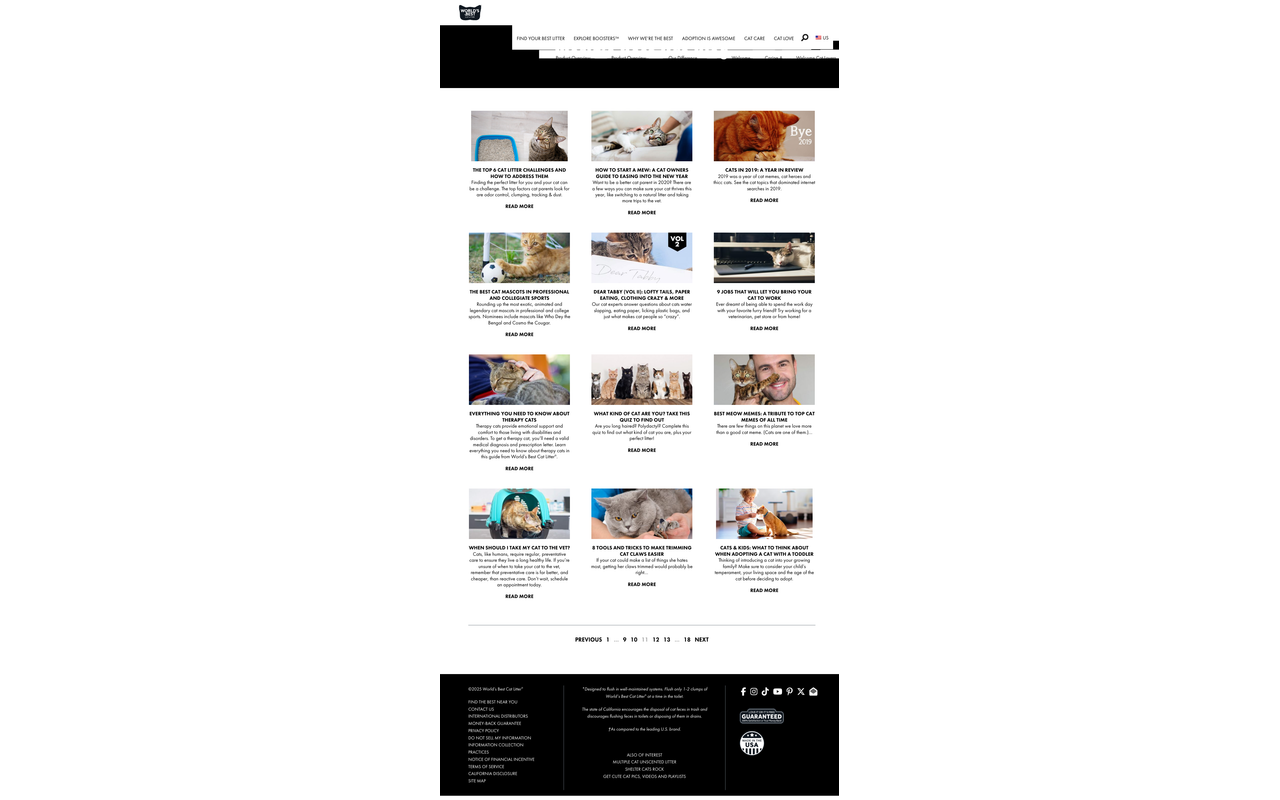 WORLD'S
BEST
FIND YOUR BEST LITTER EXPLORE BOOSTERS™ WHY WE'RE THE BEST ADOPTION IS AWESOME CAT CARE CAT LOVE US
Bye
2019
THE TOP 6 CAT LITTER CHALLENGES AND
HOW TO ADDRESS THEM
Finding the perfect litter for you and your cat can
be a challenge. The top factors cat parents look for
are odor control, clumping, tracking & dust
READ MORE
HOW TO START A MEW: A CAT OWNERS
GUIDE TO EASING INTO THE NEW YEAR
Want to be a better cat parent in 2020? There are
a few ways you can make sure your cat thrives this
year, like switching to a natural litter and taking
more trips to the vet.
READ MORE
CATS IN 2019: A YEAR IN REVIEW
2019 was a year of cat memes, cat heroes and
thicc cats. See the cat topics that dominated internet
searches in 2019.
READ MORE
VOL
2
Dear Tabby
THE BEST CAT MASCOTS IN PROFESSIONAL
AND COLLEGIATE SPORTS
Rounding up the most exotic, animated and
legendary cat mascots in professional and college
sports. Nominees include mascots like Who Dey the
Bengal and Cosmo the Cougar.
READ MORE
DEAR TABBY (VOL II): LOFTY TAILS, PAPER
EATING, CLOTHING CRAZY & MORE
Our cat experts answer questions about cats water
slapping, eating paper, licking plastic bags, and
just what makes cat people so "crazy".
READ MORE
9 JOBS THAT WILL LET YOU BRING YOUR
CAT TO WORK
Ever dreamt of being able to spend the work day
with your favorite furry friend? Try working for a
veterinarian, pet store or from home!
READ MORE
EVERYTHING YOU NEED TO KNOW ABOUT
THERAPY CATS
Therapy cats provide emotional support and
comfort to those living with disabilities and
disorders. To get a therapy cat, you'll need a valid
medical diagnosis and prescription letter. Learn
everything you need to know about therapy cats in
this guide from World's Best Cat Litter®.
READ MORE
WHAT KIND OF CAT ARE YOU? TAKE THIS
QUIZ TO FIND OUT
Are you long haired? Polydactyl? Complete this
quiz to find out what kind of cat you are, plus your
perfect litter!
READ MORE
BEST MEOW MEMES: A TRIBUTE TO TOP CAT
MEMES OF ALL TIME
There are few things on this planet we love more
than a good cat meme. (Cats are one of them.)...
READ MORE
WHEN SHOULD I TAKE MY CAT TO THE VET?
Cats, like humans, require regular, preventative
care to ensure they live a long healthy life. If you're
unsure of when to take your cat to the vet,
remember that preventative care is far better, and
cheaper, than reactive care. Don't wait, schedule
an appointment today.
READ MORE
8 TOOLS AND TRICKS TO MAKE TRIMMING
CAT CLAWS EASIER
If your cat could make a list of things she hates
most, getting her claws trimmed would probably be
right...
READ MORE
CATS & KIDS: WHAT TO THINK ABOUT
WHEN ADOPTING A CAT WITH A TODDLER
Thinking of introducing a cat into your growing
family? Make sure to consider your child's
temperament, your living space and the age of the
cat before deciding to adopt.
READ MORE
PREVIOUS 1 ... 9 10 11 12 13 ... 18 NEXT
©2025 World's Best Cat Litter®
FIND THE BEST NEAR YOU
CONTACT US
INTERNATIONAL DISTRIBUTORS
MONEY-BACK GUARANTEE
PRIVACY POLICY
DO NOT SELL MY INFORMATION
INFORMATION COLLECTION
PRACTICES
NOTICE OF FINANCIAL INCENTIVE
TERMS OF SERVICE
CALIFORNIA DISCLOSURE
SITE MAP
*Designed to flush in well-maintained systems. Flush only 1-2 clumps of
World's Best Cat Litter® at a time in the toilet.
The state of California encourages the disposal of cat feces in trash and
discourages flushing feces in toilets or disposing of them in drains.
†As compared to the leading U.S. brand.
ALSO OF INTEREST
MULTIPLE CAT UNSCENTED LITTER
SHELTER CATS ROCK
GET CUTE CAT PICS, VIDEOS AND PLAYLISTS
GUARANTEED
MADE IN THE
USA